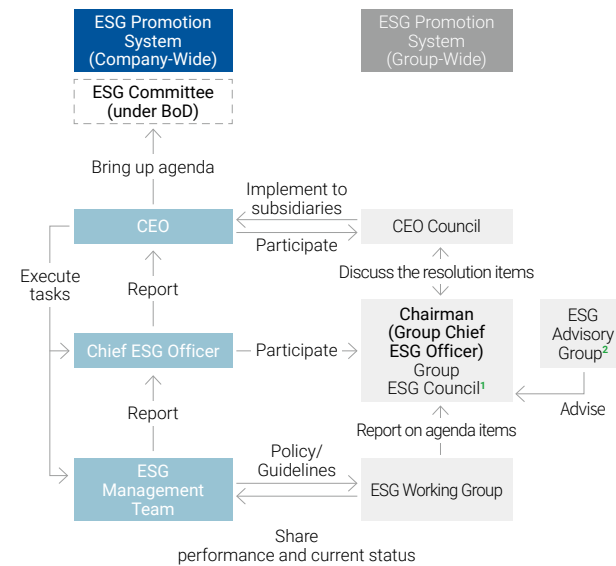 ESG Promotion
System
(Company-Wide)
ESG Promotion
System
(Group-Wide)
ESG Committee
(under BoD)
Bring up agenda
Implement to
subsidiaries
CEO
CEO Council
Participate
Execute
tasks
Report
Discuss the resolution items
Chief ESG Officer
Participate
Chairman
(Group Chief
ESG Officer)
Group
ESG Council¹
ESG
Advisory
Group²
Advise
Report
Report on agenda items
ESG
Management
Team
Policy/
Guidelines
ESG Working Group
Share
performance and current status